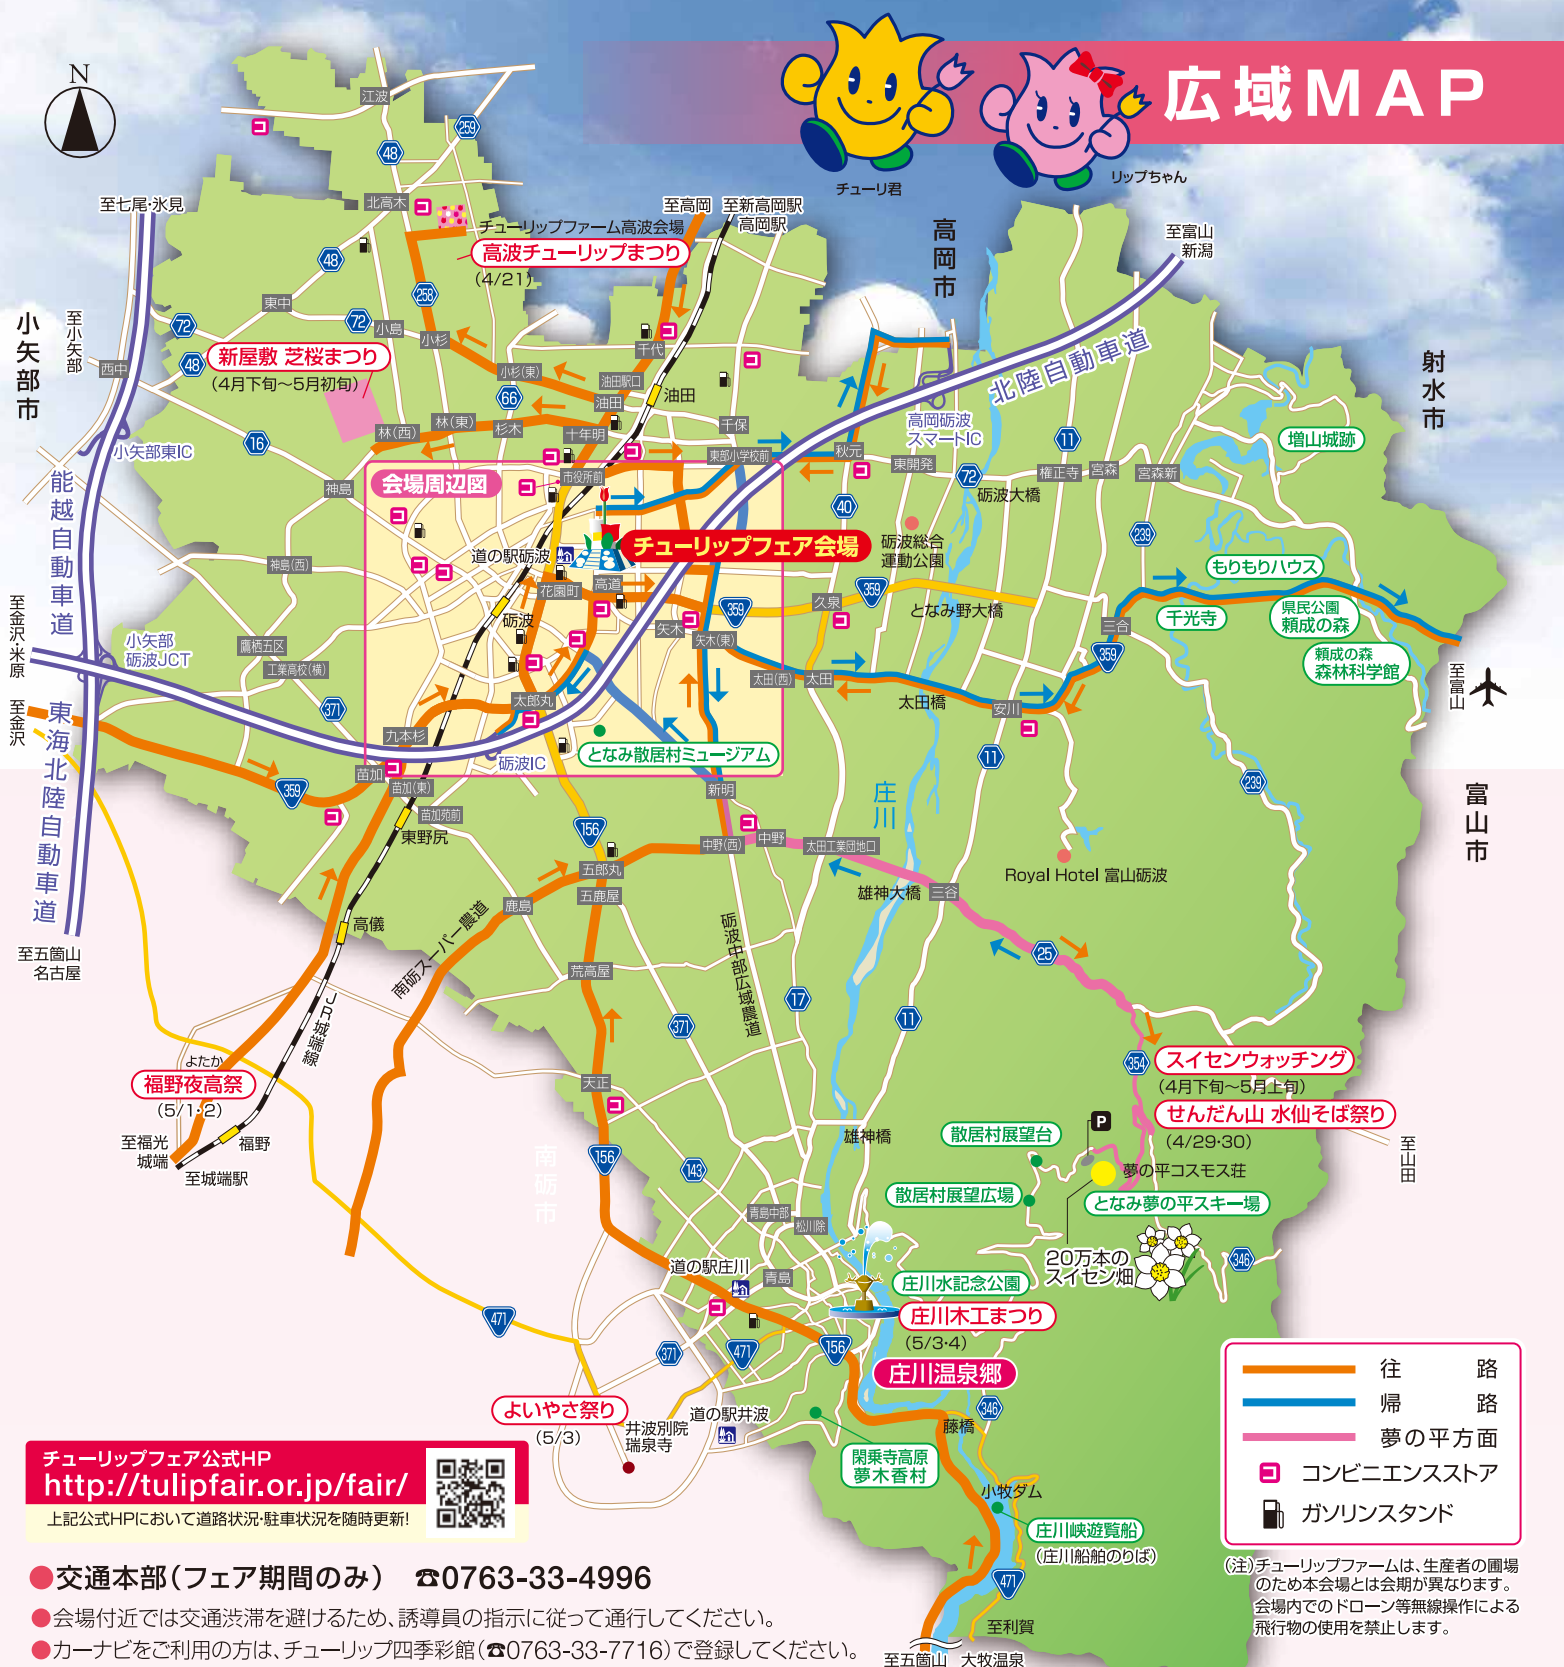 広域MAP
チューリ君
リップちゃん
N
江波
259
48
至七尾・氷見
北高木
チューリップファーム高波会場
高波チューリップまつり
(4/21)
至高岡
至新高岡駅
高岡駅
高岡市
至富山
新潟
小矢部市
至小矢部
48
東中
258
72
72
小島
小杉
48
新屋敷 芝桜まつり
(4月下旬～5月初旬)
西中
千代
小杉(東)
油田駅口
油田
油田
66
北陸自動車道
射水市
高岡砺波
スマートIC
16
小矢部東IC
林(西)
林(東)
杉木
十年明
千保
東部小学校前
秋元
東開発
72
砺波大橋
11
権正寺
宮森
宮森新
増山城跡
能越自動車道
神島
会場周辺図
市役所前
40
砺波総合
運動公園
239
チューリップフェア会場
道の駅砺波
神島(西)
花園町
高道
359
久泉
359
となみ野大橋
もりもりハウス
千光寺
県民公園
頼成の森
頼成の森
森林科学館
三合
359
至富山
至金沢・米原
小矢部
砺波JCT
鷹栖五区
工業高校(横)
砺波
矢木
矢木(東)
太田(西)
太田
太田橋
安川
至金沢
東海北陸自動車道
371
太郎丸
九本杉
となみ散居村ミュージアム
砺波IC
11
苗加
苗加(東)
359
苗加苑前
東野尻
新明
庄川
239
富山市
156
中野(西)
中野
太田工業団地口
五郎丸
五鹿屋
鹿島
雄神大橋
三谷
Royal Hotel 富山砺波
高儀
至五箇山
名古屋
南砺スーパー農道
荒高屋
砺波中部広域農道
25
JR城端線
371
17
11
354
スイセンウォッチング
(4月下旬～5月上旬)
せんだん山 水仙そば祭り
(4/29・30)
よたか
福野夜高祭
(5/1・2)
天正
至福光
城端
福野
至城端駅
南砺市
156
143
雄神橋
散居村展望台
P
夢の平コスモス荘
至山田
散居村展望広場
となみ夢の平スキー場
青島中部
松川除
20万本の
スイセン畑
346
道の駅庄川
青島
庄川水記念公園
庄川木工まつり
(5/3・4)
471
371
471
156
庄川温泉郷
よいやさ祭り
(5/3)
道の駅井波
井波別院
瑞泉寺
346
藤橋
閑乗寺高原
夢木香村
小牧ダム
庄川峡遊覧船
(庄川船舶のりば)
471
至利賀
至五箇山
大牧温泉
往路
帰路
夢の平方面
コンビニエンスストア
ガソリンスタンド
(注)チューリップファームは、生産者の圃場
のため本会場とは会期が異なります。
会場内でのドローン等無線操作による
飛行物の使用を禁止します。
チューリップフェア公式HP
http://tulipfair.or.jp/fair/
上記公式HPにおいて道路状況・駐車状況を随時更新!
●交通本部(フェア期間のみ) ☎0763-33-4996
●会場付近では交通渋滞を避けるため、誘導員の指示に従って通行してください。
●カーナビをご利用の方は、チューリップ四季彩館(☎0763-33-7716)で登録してください。